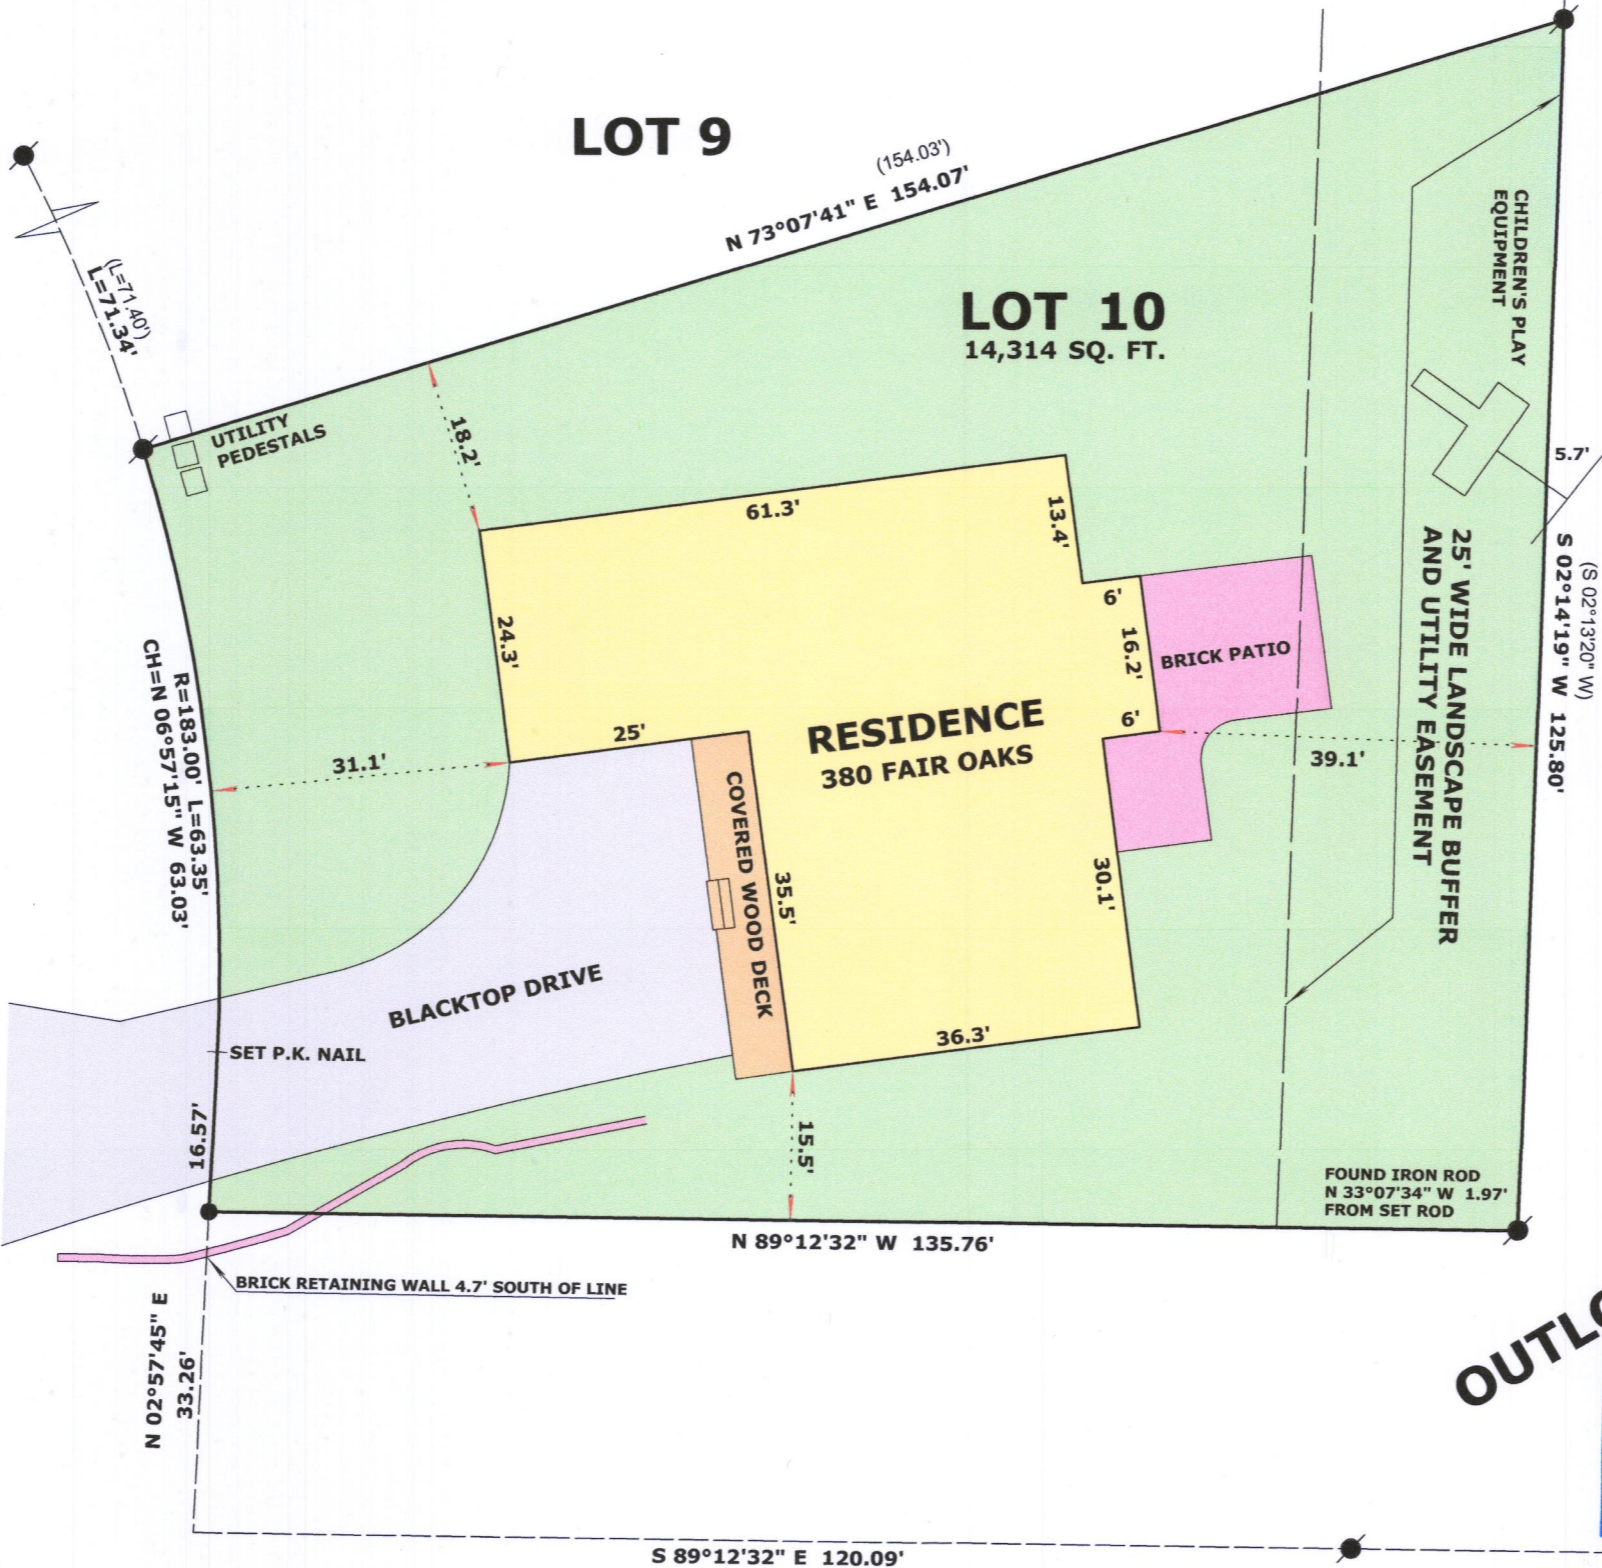 LOT 9
(154.03')
N 73°07'41" E 154.07'
(L=71.40')
L=71.34'
LOT 10
14,314 SQ. FT.
CHILDREN'S PLAY
EQUIPMENT
UTILITY
PEDESTALS
18.2'
61.3'
13.4'
6'
16.2'
BRICK PATIO
5.7'
(S 02°13'20" W)
S 02°14'19" W 125.80'
25' WIDE LANDSCAPE BUFFER
AND UTILITY EASEMENT
24.3'
25'
RESIDENCE
380 FAIR OAKS
6'
39.1'
31.1'
R=183.00' L=63.35'
CH=N 06°57'15" W 63.03'
COVERED WOOD DECK
35.5'
30.1'
BLACKTOP DRIVE
36.3'
SET P.K. NAIL
16.57'
15.5'
FOUND IRON ROD
N 33°07'34" W 1.97'
FROM SET ROD
N 89°12'32" W 135.76'
BRICK RETAINING WALL 4.7' SOUTH OF LINE
N 02°57'45" E
33.26'
S 89°12'32" E 120.09'